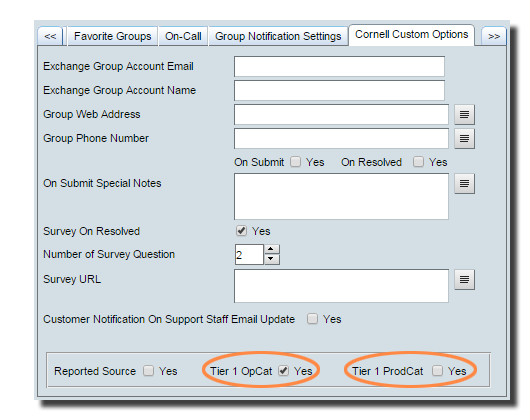 << Favorite Groups On-Call Group Notification Settings Cornell Custom Options >>
Exchange Group Account Email
Exchange Group Account Name
Group Web Address
Group Phone Number
On Submit Yes On Resolved Yes
On Submit Special Notes
Survey On Resolved Yes
Number of Survey Question 2
Survey URL
Customer Notification On Support Staff Email Update Yes
Reported Source Yes Tier 1 OpCat Yes Tier 1 ProdCat Yes